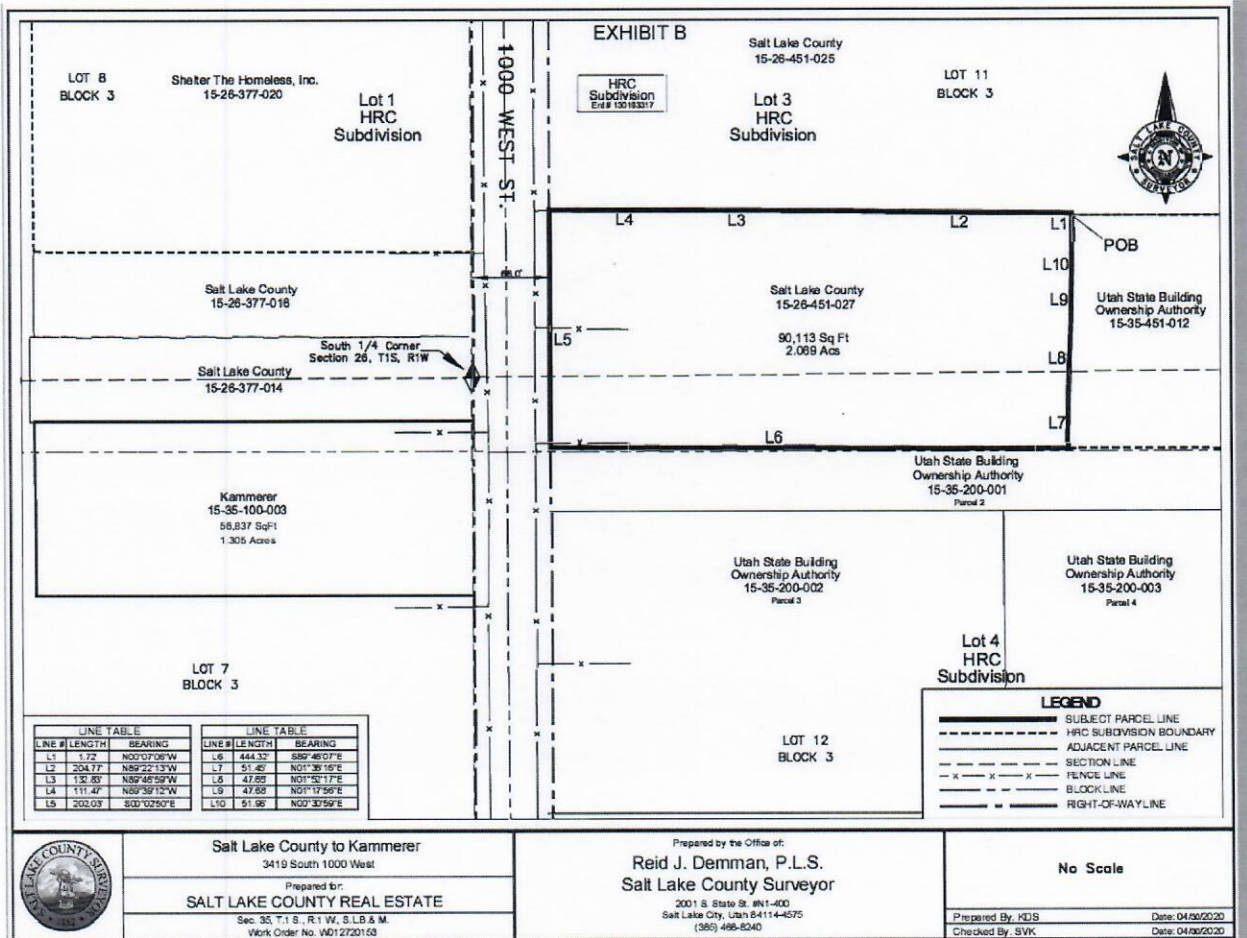 EXHIBIT B
LOT 8
BLOCK 3
Shelter The Homeless, Inc.
15-26-377-020
Lot 1
HRC
Subdivision
1000 WEST ST.
HRC
Subdivision
Salt Lake County
15-26-451-025
Lot 3
HRC
Subdivision
LOT 11
BLOCK 3
SALT LAKE COUNTY
SURVEYOR
N
L4
L3
L2
L1
POB
L10
L9
L8
L7
L5
L6
Salt Lake County
15-26-377-016
South 1/4 Corner
Section 26, T1S, R1W
Salt Lake County
15-26-377-014
Salt Lake County
15-26-451-027
90,113 Sq Ft
2.069 Acs
Utah State Building
Ownership Authority
15-35-451-012
Kammerer
15-35-100-003
56,837 SqFt
1.305 Acres
Utah State Building
Ownership Authority
15-35-200-001
Parcel 2
Utah State Building
Ownership Authority
15-35-200-002
Parcel 3
Utah State Building
Ownership Authority
15-35-200-003
Parcel 4
LOT 7
BLOCK 3
Lot 4
HRC
Subdivision
LOT 12
BLOCK 3
LINE TABLE
LINE # LENGTH BEARING
L1 1.72' N00°07'06"W
L2 204.77' N89°22'13"W
L3 132.83' N89°46'59"W
L4 111.47' N89°39'12"W
L5 202.03' S00°02'50"E
LINE TABLE
LINE # LENGTH BEARING
L6 444.32' S89°46'07"E
L7 51.45' N01°38'16"E
L8 47.65' N01°52'17"E
L9 47.68' N01°17'56"E
L10 51.96' N00°30'59"E
LEGEND
SUBJECT PARCEL LINE
HRC SUBDIVISION BOUNDARY
ADJACENT PARCEL LINE
SECTION LINE
FENCE LINE
BLOCK LINE
RIGHT-OF-WAY LINE
SALT LAKE COUNTY SURVEYOR
Salt Lake County to Kammerer
3419 South 1000 West
Prepared for:
SALT LAKE COUNTY REAL ESTATE
Sec. 35, T.1 S., R.1 W., S.L.B.& M.
Work Order No. W012720153
Prepared by the Office of:
Reid J. Demman, P.L.S.
Salt Lake County Surveyor
2001 S. State St. #N1-400
Salt Lake City, Utah 84114-4575
(385) 468-8240
No Scale
Prepared By: KDS Date: 04/30/2020
Checked By: SVK Date: 04/30/2020